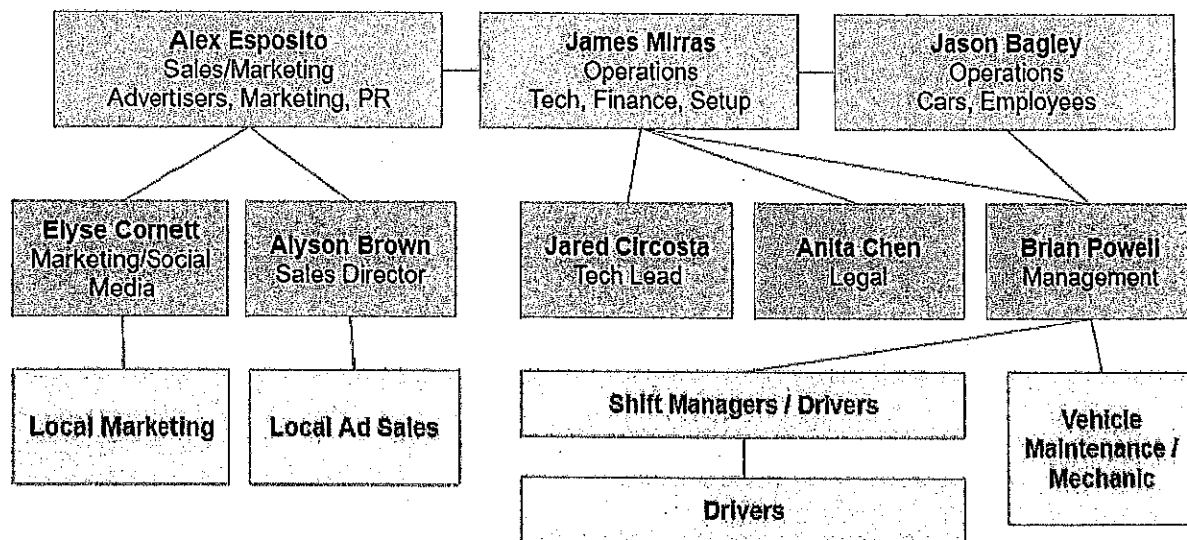 Alex Esposito
Sales/Marketing
Advertisers, Marketing, PR
James Mirras
Operations
Tech, Finance, Setup
Jason Bagley
Operations
Cars, Employees
Elyse Cornett
Marketing/Social
Media
Alyson Brown
Sales Director
Jared Circosta
Tech Lead
Anita Chen
Legal
Brian Powell
Management
Local Marketing
Local Ad Sales
Shift Managers / Drivers
Vehicle
Maintenance /
Mechanic
Drivers